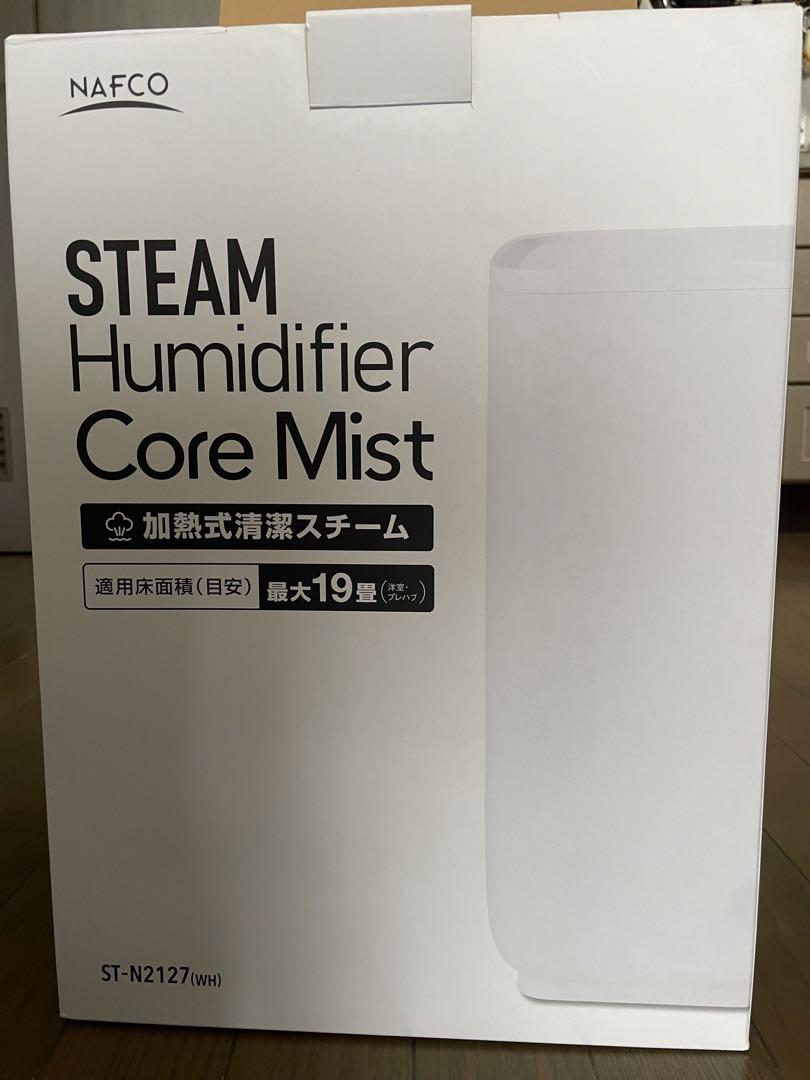 NAFCO
STEAM
Humidifier
Core Mist
加熱式清潔スチーム
適用床面積(目安) 最大19畳(洋室・プレハブ)
ST-N2127(WH)